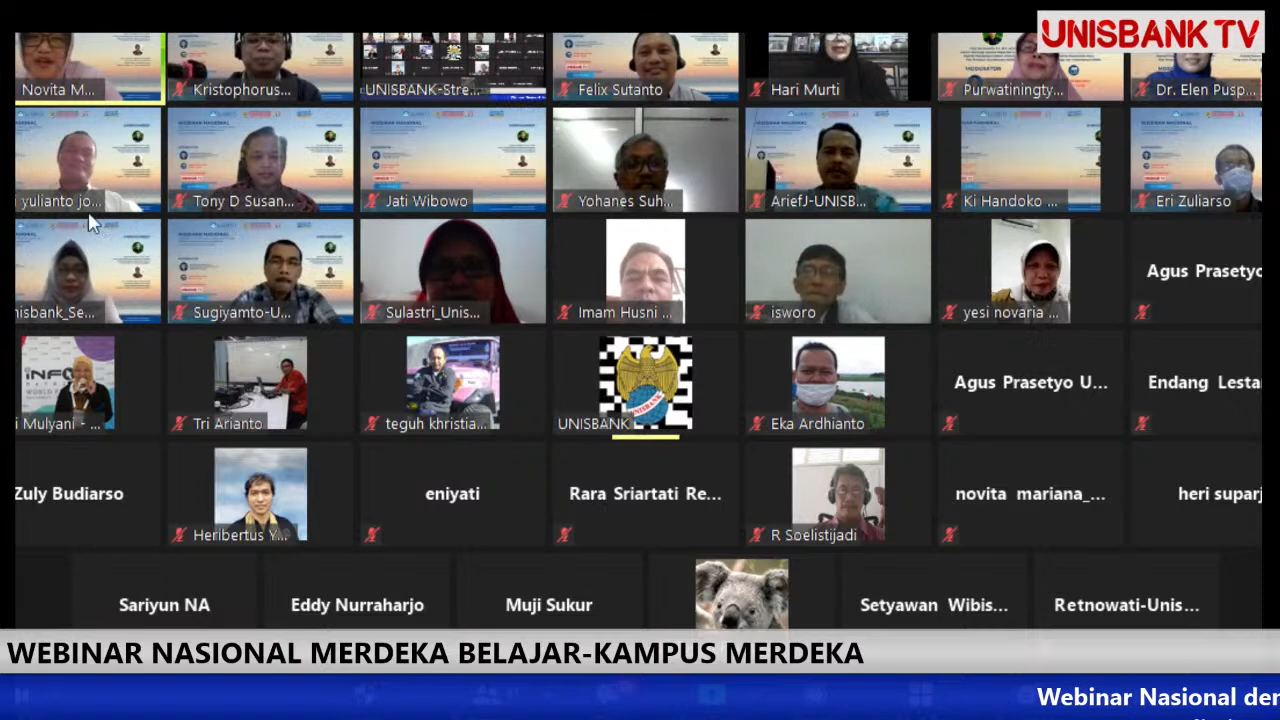 UNISBANK TV
Novita M...
Kristophorus...
UNISBANK-Stre...
Felix Sutanto
Hari Murti
MODERATOR
Purwatiningty...
Dr. Elen Pusp...
yulianto jo...
Tony D Susan...
Jati Wibowo
Yohanes Suh...
AriefJ-UNISB...
Ki Handoko ...
Eri Zuliarso
nisbank_Se...
Sugiyamto-U...
Sulastri_Unis...
Imam Husni ...
isworo
yesi novaria ...
Agus Prasetyo
i Mulyani - ...
Tri Arianto
teguh khristia...
UNISBANK
UNISBANK
Eka Ardhianto
Agus Prasetyo U...
Endang Lesta
Zuly Budiarso
Heribertus Y...
eniyati
Rara Sriartati Re...
R Soelistijadi
novita mariana_...
heri suparj
Sariyun NA
Eddy Nurraharjo
Muji Sukur
Setyawan Wibis...
Retnowati-Unis...
WEBINAR NASIONAL MERDEKA BELAJAR-KAMPUS MERDEKA
Webinar Nasional den